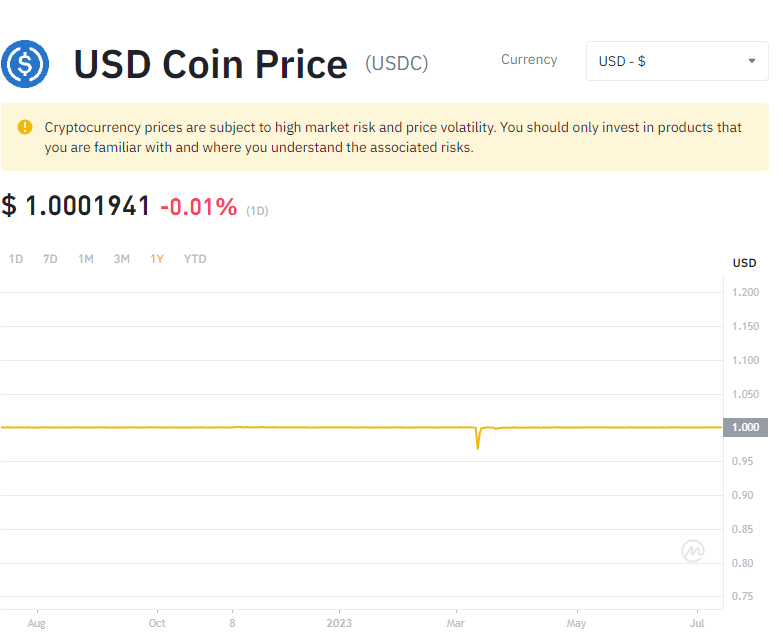 USD Coin Price (USDC)
Currency
USD - $
Cryptocurrency prices are subject to high market risk and price volatility. You should only invest in products that
you are familiar with and where you understand the associated risks.
$ 1.0001941 -0.01% (1D)
1D 7D 1M 3M 1Y YTD
USD
1.200
1.150
1.100
1.050
1.000
0.95
0.90
0.85
0.80
0.75
Aug Oct 8 2023 Mar May Jul